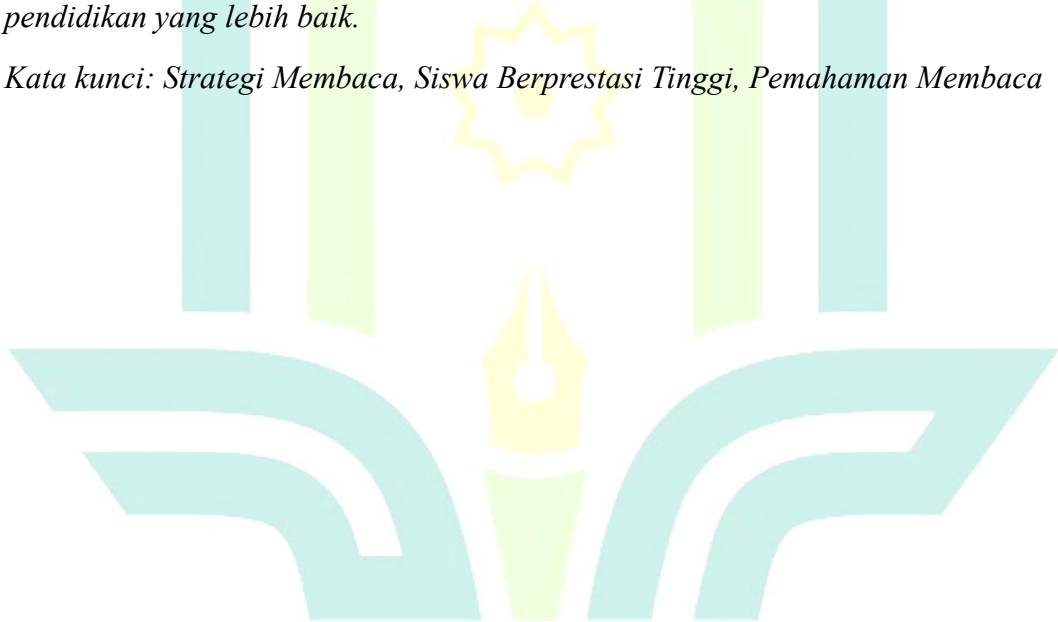 pendidikan yang lebih baik.
Kata kunci: Strategi Membaca, Siswa Berprestasi Tinggi, Pemahaman Membaca